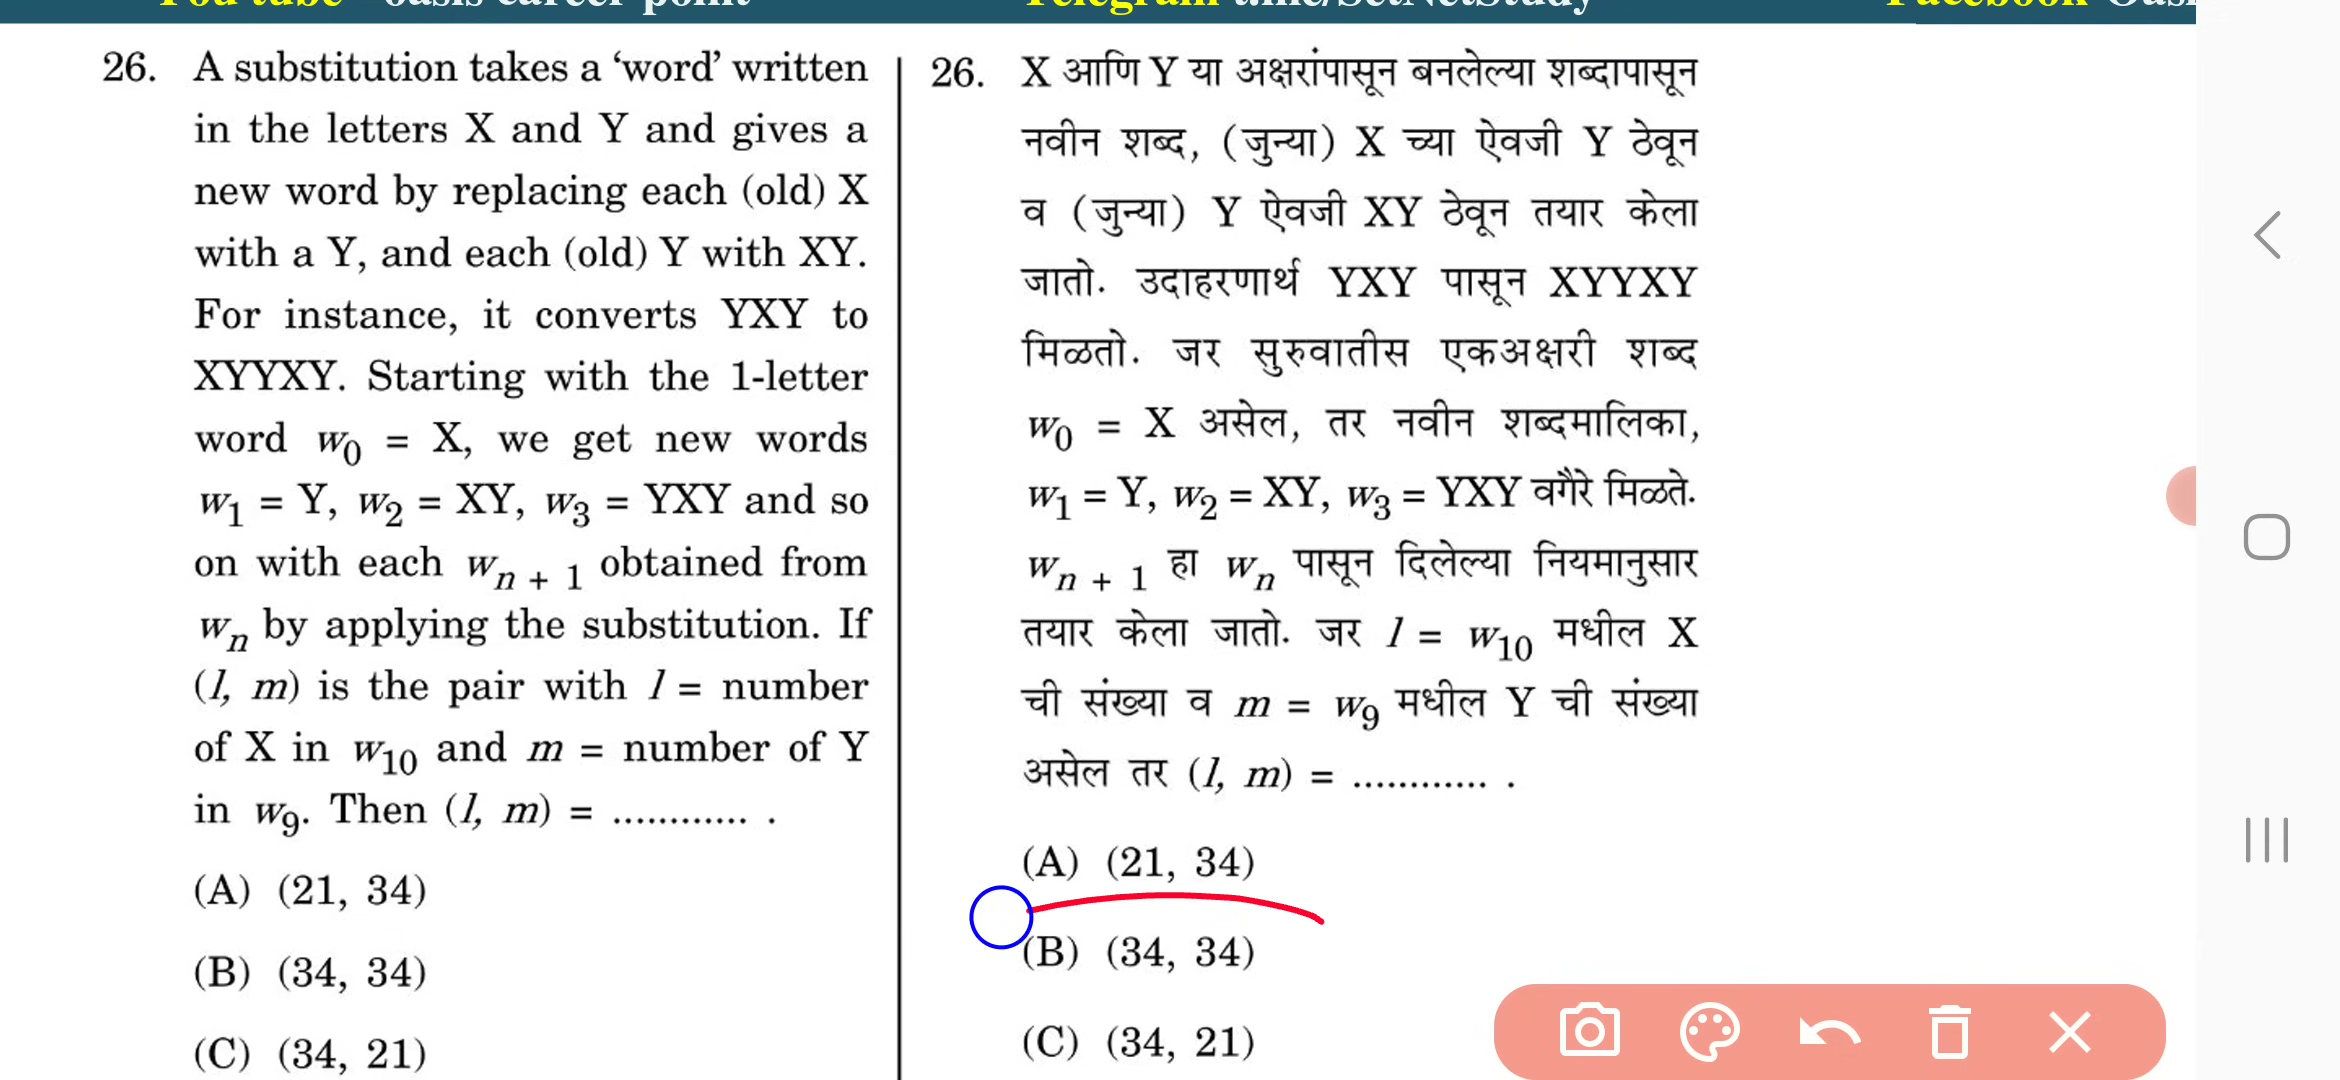 26. A substitution takes a ‘word’ written
in the letters X and Y and gives a
new word by replacing each (old) X
with a Y, and each (old) Y with XY.
For instance, it converts YXY to
XYYXY. Starting with the 1-letter
word w0 = X, we get new words
w1 = Y, w2 = XY, w3 = YXY and so
on with each wn + 1 obtained from
wn by applying the substitution. If
(l, m) is the pair with l = number
of X in w10 and m = number of Y
in w9. Then (l, m) = ............ .
(A) (21, 34)
(B) (34, 34)
(C) (34, 21)
26. X आणि Y या अक्षरांपासून बनलेल्या शब्दापासून
नवीन शब्द, (जुन्या) X च्या ऐवजी Y ठेवून
व (जुन्या) Y ऐवजी XY ठेवून तयार केला
जातो. उदाहरणार्थ YXY पासून XYYXY
मिळतो. जर सुरुवातीस एकअक्षरी शब्द
w0 = X असेल, तर नवीन शब्दमालिका,
w1 = Y, w2 = XY, w3 = YXY वगैरे मिळते.
wn + 1 हा wn पासून दिलेल्या नियमानुसार
तयार केला जातो. जर l = w10 मधील X
ची संख्या व m = w9 मधील Y ची संख्या
असेल तर (l, m) = ............ .
(A) (21, 34)
(B) (34, 34)
(C) (34, 21)